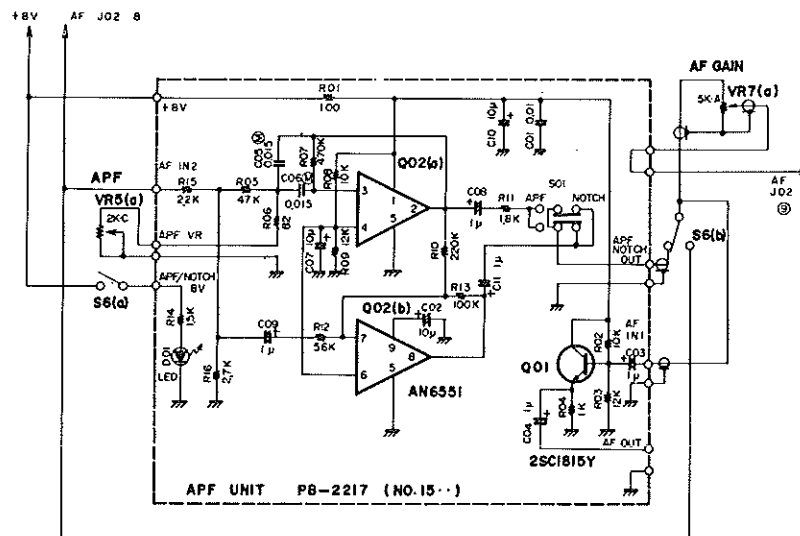 +8V
AF J02 8
AF GAIN
VR7(a)
5K·A
R01
100
+8V
C05 Ⓜ
0.015
R07
470K
R08
10K
Q02(a)
C10 10μ
C01 0.01
APF
AF IN2
R15
2.2K
R05
47K
C06
0.015
3
1
2
4
5
C08
1μ
R11
1.8K
S01
APF
NOTCH
AF
J02
⑨
VR5(a)
2KC
R06
82
APF VR
C07 10μ
R09 12K
R10
220K
C11 1μ
APF
NOTCH
OUT
S6(b)
APF/NOTCH
8V
S6(a)
R14
1.5K
D01
LED
R16
2.7K
C09
1μ
R12
56K
Q02(b)
C02
10μ
R13
100K
7
9
8
6
5
AN6551
Q01
R02
10K
AF
IN1
C03
1μ
R04
1K
R03
12K
C04 1μ
AF OUT
2SC1815Y
APF UNIT PB-2217 (NO.15··)